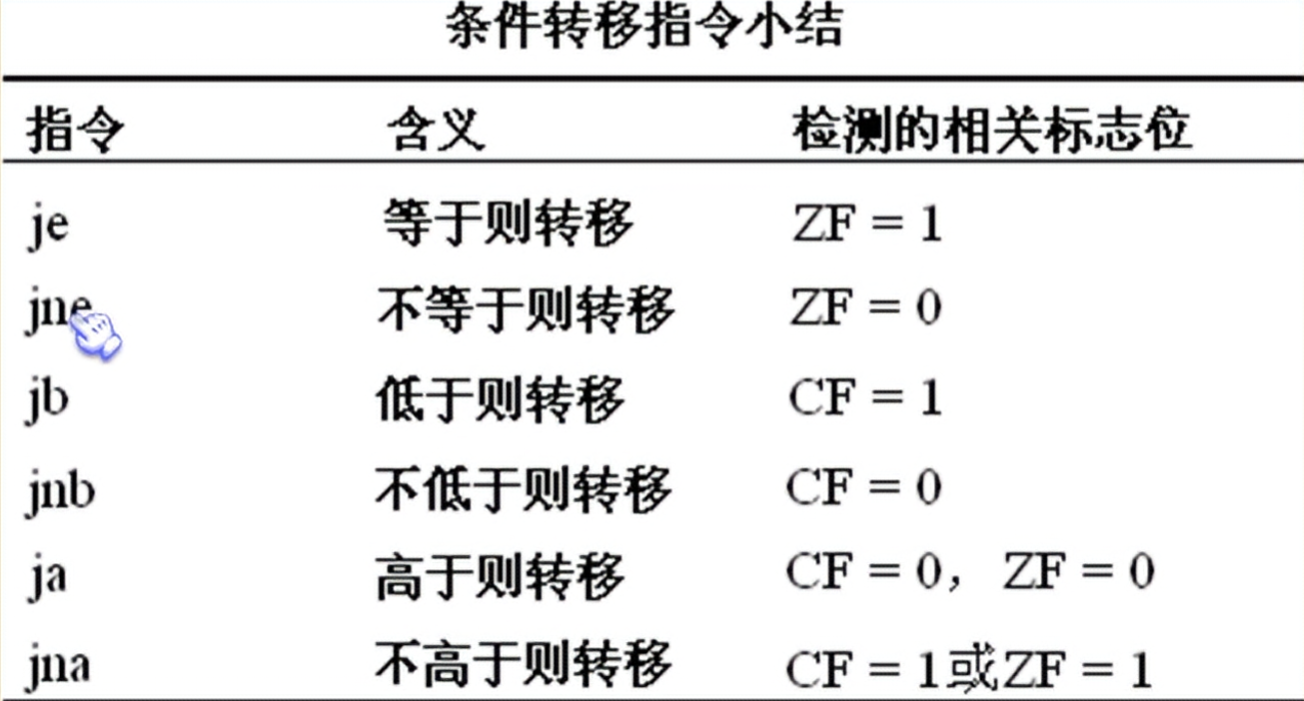 条件转移指令小结
指令 含义 检测的相关标志位
je 等于则转移 ZF = 1
jne 不等于则转移 ZF = 0
jb 低于则转移 CF = 1
jnb 不低于则转移 CF = 0
ja 高于则转移 CF = 0， ZF = 0
jna 不高于则转移 CF = 1或ZF = 1